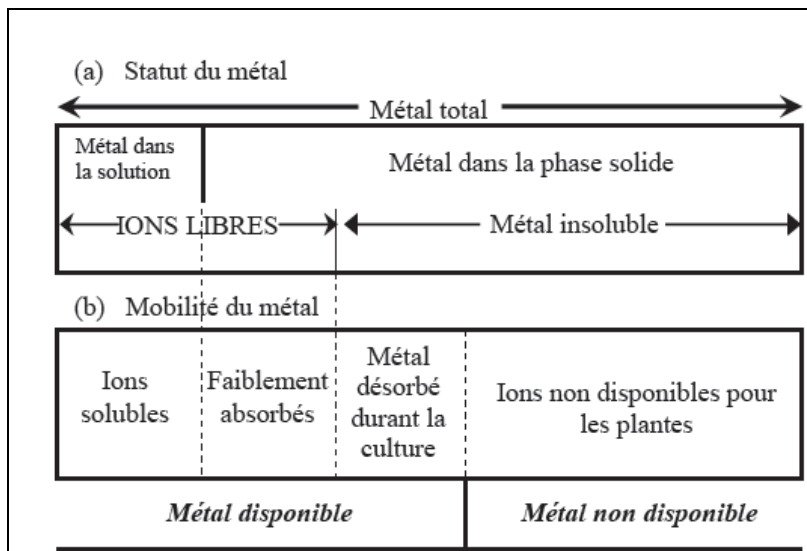 (a) Statut du métal
Métal total
Métal dans
la solution
Métal dans la phase solide
IONS LIBRES
Métal insoluble
(b) Mobilité du métal
Ions
solubles
Faiblement
absorbés
Métal
désorbé
durant la
culture
Ions non disponibles pour
les plantes
Métal disponible
Métal non disponible